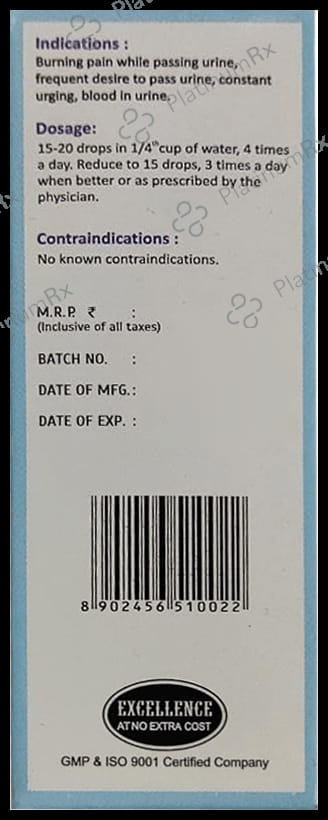 Indications :
Burning pain while passing urine,
frequent desire to pass urine, constant
urging, blood in urine.
Dosage:
15-20 drops in 1/4th cup of water, 4 times
a day. Reduce to 15 drops, 3 times a day
when better or as prescribed by the
physician.
Contraindications :
No known contraindications.
M.R.P. ₹ :
(Inclusive of all taxes)
BATCH NO. :
DATE OF MFG.:
DATE OF EXP. :
8 902456 510022
EXCELLENCE
AT NO EXTRA COST
GMP & ISO 9001 Certified Company
PlatinumRx
PlatinumRx
PlatinumRx